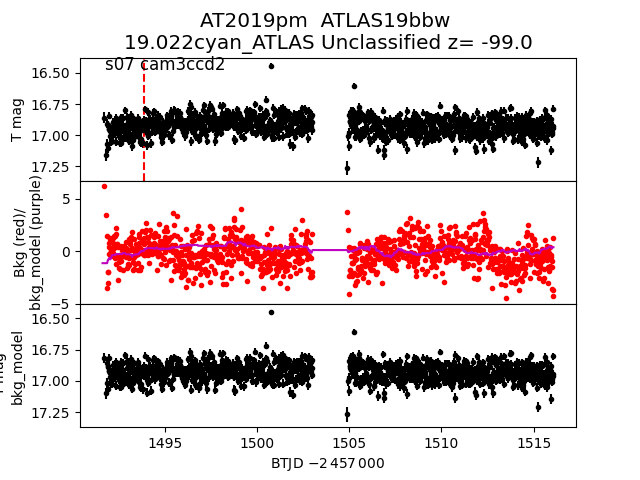 AT2019pm  ATLAS19bbw
19.022cyan_ATLAS Unclassified z= -99.0
s07 cam3ccd2
16.50
16.75
17.00
17.25
T mag
5
0
−5
Bkg (red)/
bkg_model (purple)
16.50
16.75
17.00
17.25
mag
bkg_model
1495
1500
1505
1510
1515
BTJD −2 457 000